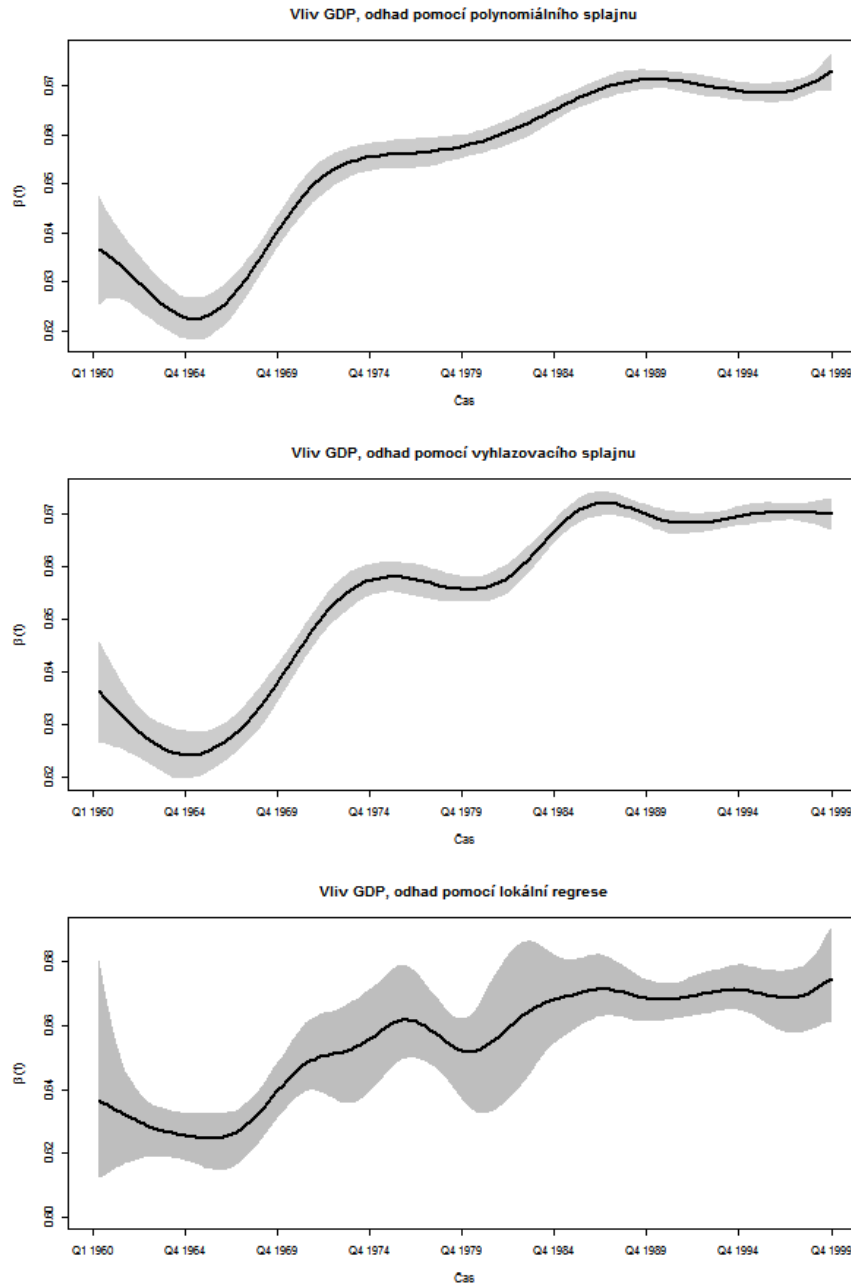 Vliv GDP, odhad pomocí polynomiálního splajnu
0.67
0.66
0.65
0.64
0.63
0.62
β(t)
Q1 1960 Q4 1964 Q4 1969 Q4 1974 Q4 1979 Q4 1984 Q4 1989 Q4 1994 Q4 1999
Čas
Vliv GDP, odhad pomocí vyhlazovacího splajnu
0.67
0.66
0.65
0.64
0.63
0.62
β(t)
Q1 1960 Q4 1964 Q4 1969 Q4 1974 Q4 1979 Q4 1984 Q4 1989 Q4 1994 Q4 1999
Čas
Vliv GDP, odhad pomocí lokální regrese
0.68
0.66
0.64
0.62
0.60
β(t)
Q1 1960 Q4 1964 Q4 1969 Q4 1974 Q4 1979 Q4 1984 Q4 1989 Q4 1994 Q4 1999
Čas